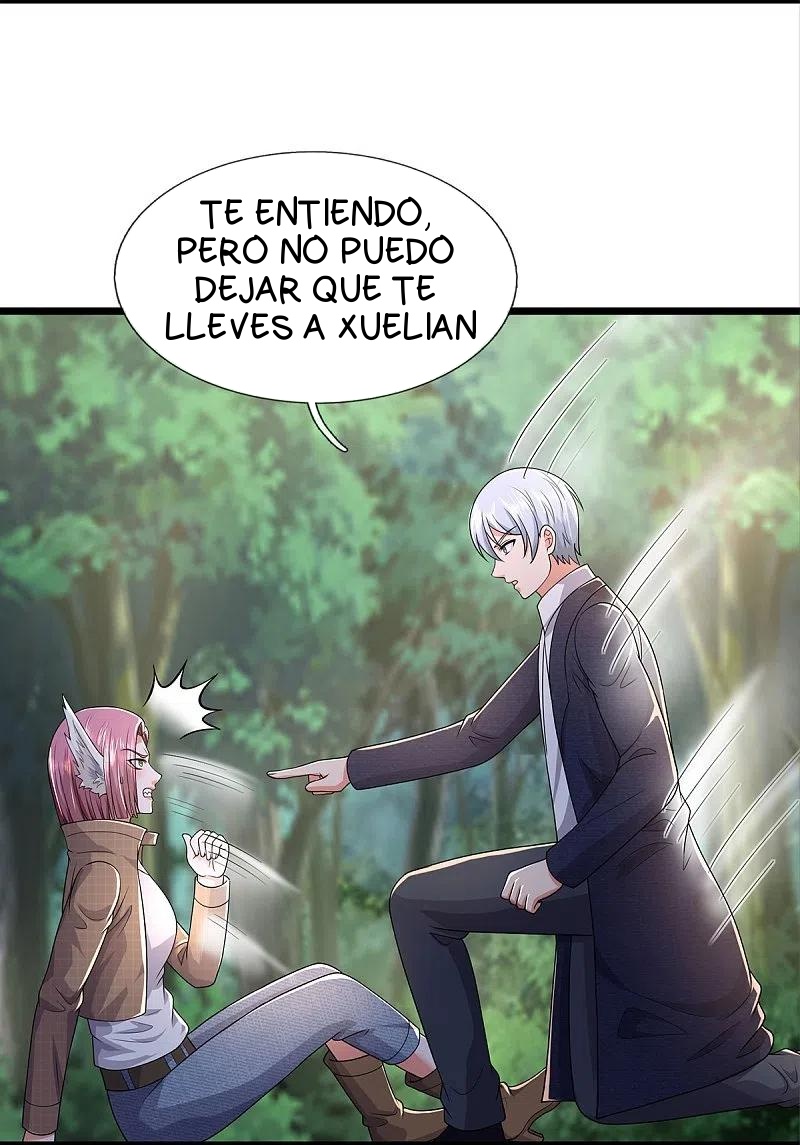 TE ENTIENDO,
PERO NO PUEDO
DEJAR QUE TE
LLEVES A XUELIAN